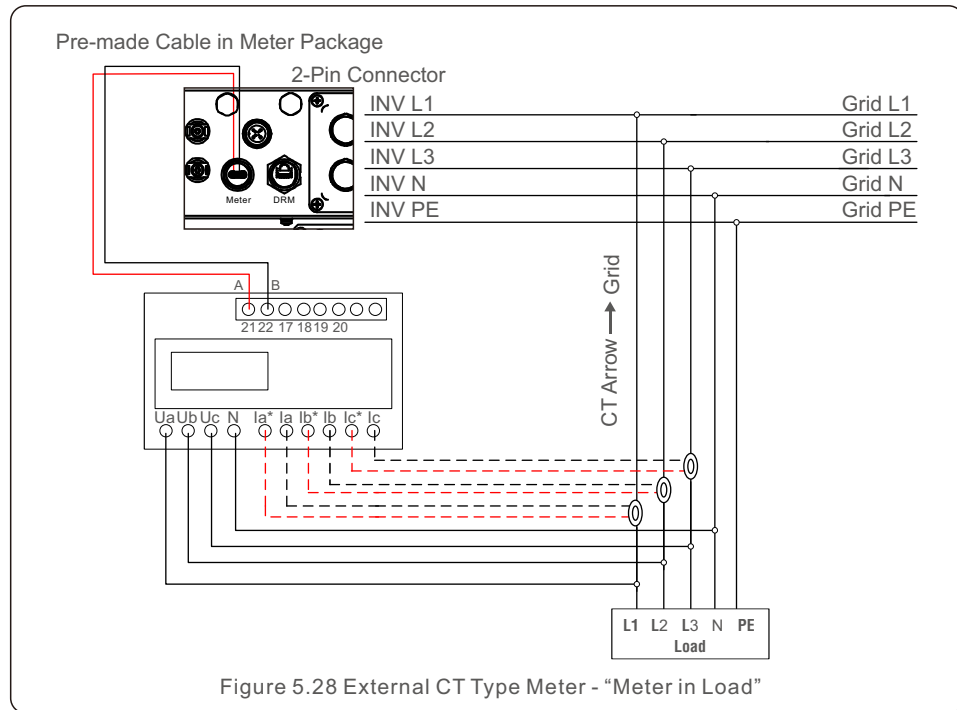 Pre-made Cable in Meter Package
2-Pin Connector
INV L1 Grid L1
INV L2 Grid L2
INV L3 Grid L3
INV N Grid N
INV PE Grid PE
Meter DRM
CT Arrow → Grid
A B
21 22 17 18 19 20
Ua Ub Uc N Ia* Ia Ib* Ib Ic* Ic
L1 L2 L3 N PE
Load
Figure 5.28 External CT Type Meter - “Meter in Load”